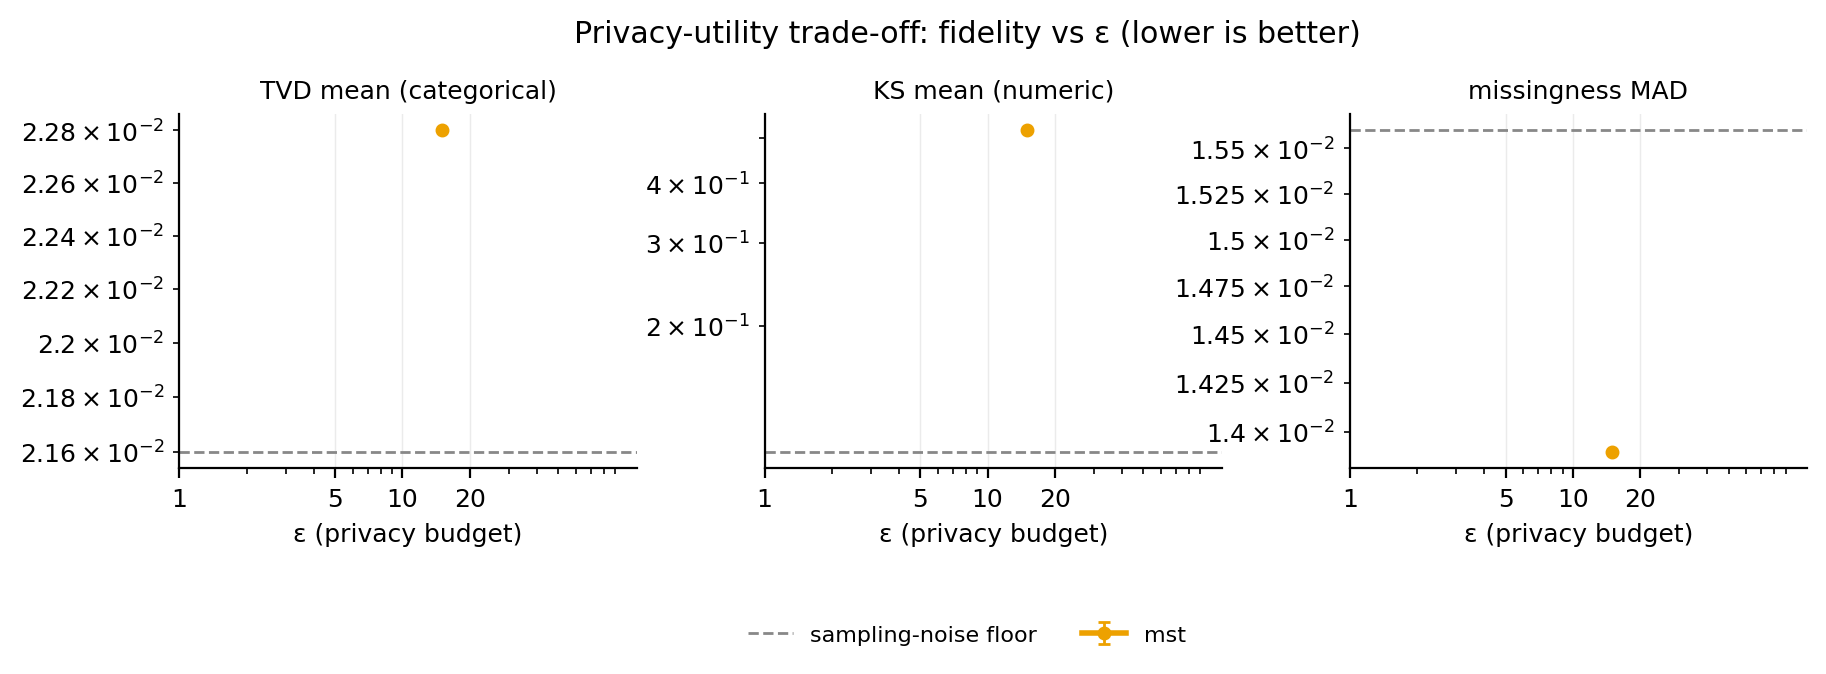 Privacy-utility trade-off: fidelity vs ε (lower is better)
TVD mean (categorical)
2.28 × 10⁻²
2.26 × 10⁻²
2.24 × 10⁻²
2.22 × 10⁻²
2.2 × 10⁻²
2.18 × 10⁻²
2.16 × 10⁻²
1 5 10 20
ε (privacy budget)
KS mean (numeric)
4 × 10⁻¹
3 × 10⁻¹
2 × 10⁻¹
1 5 10 20
ε (privacy budget)
missingness MAD
1.55 × 10⁻²
1.525 × 10⁻²
1.5 × 10⁻²
1.475 × 10⁻²
1.45 × 10⁻²
1.425 × 10⁻²
1.4 × 10⁻²
1 5 10 20
ε (privacy budget)
sampling-noise floor
mst